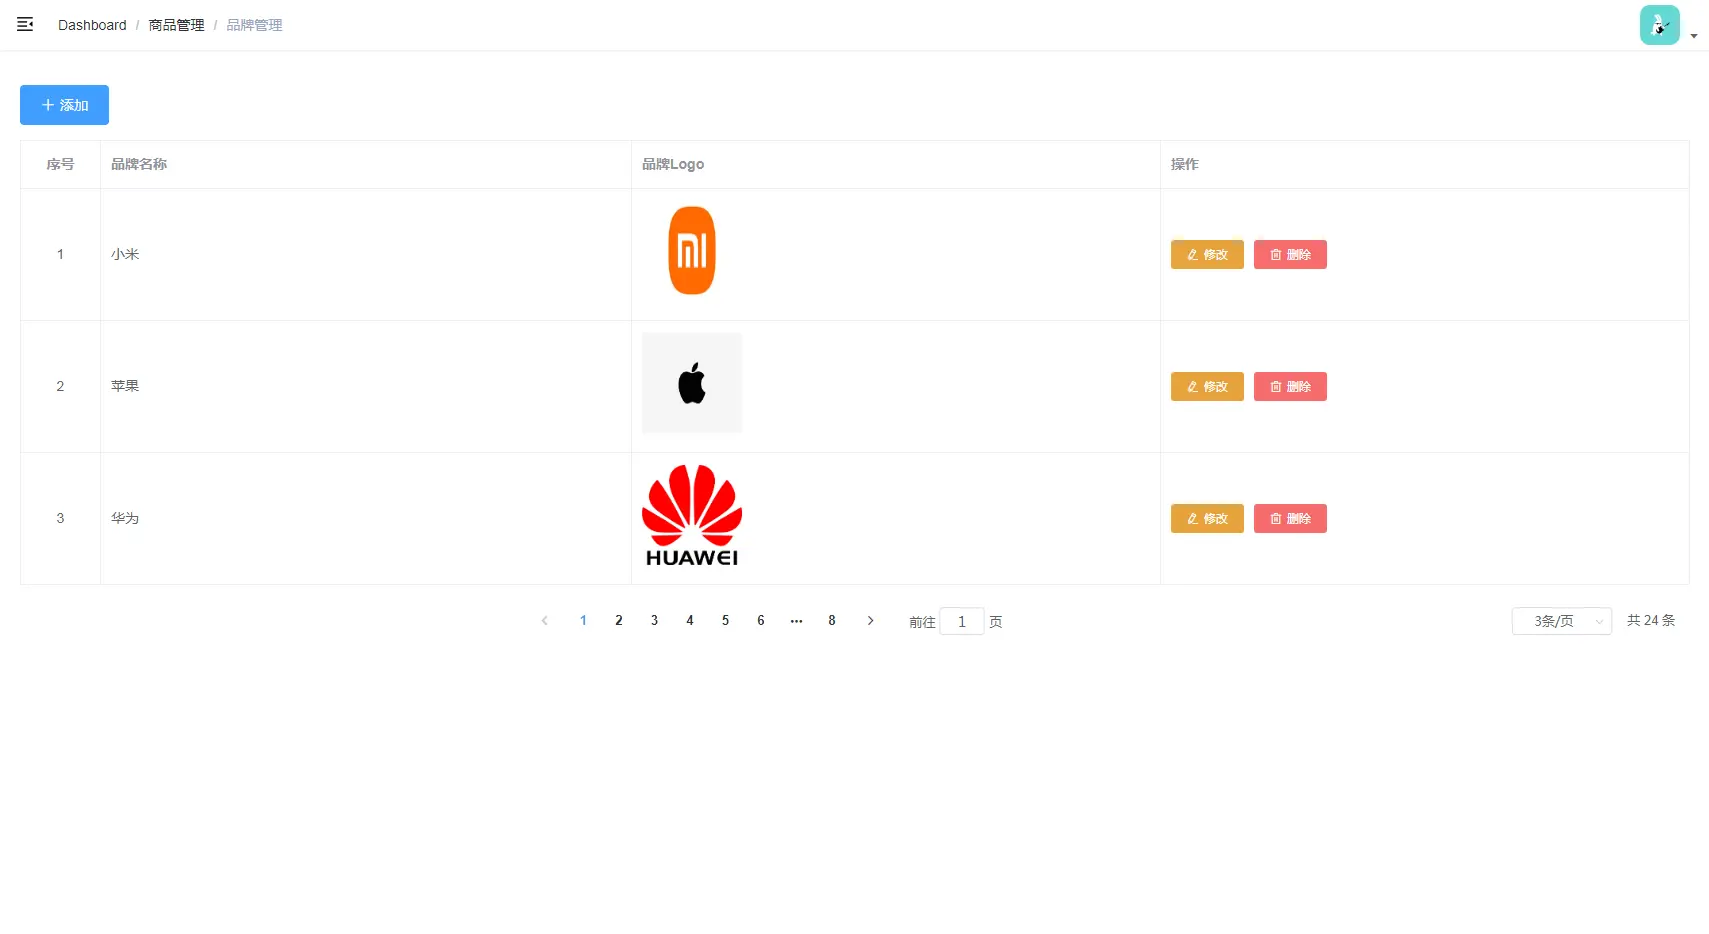 Dashboard / 商品管理 / 品牌管理
添加
序号 品牌名称 品牌Logo 操作
1 小米 mi 修改 删除
2 苹果 修改 删除
3 华为 HUAWEI 修改 删除
1 2 3 4 5 6 ••• 8 前往 1 页 3条/页 共 24 条